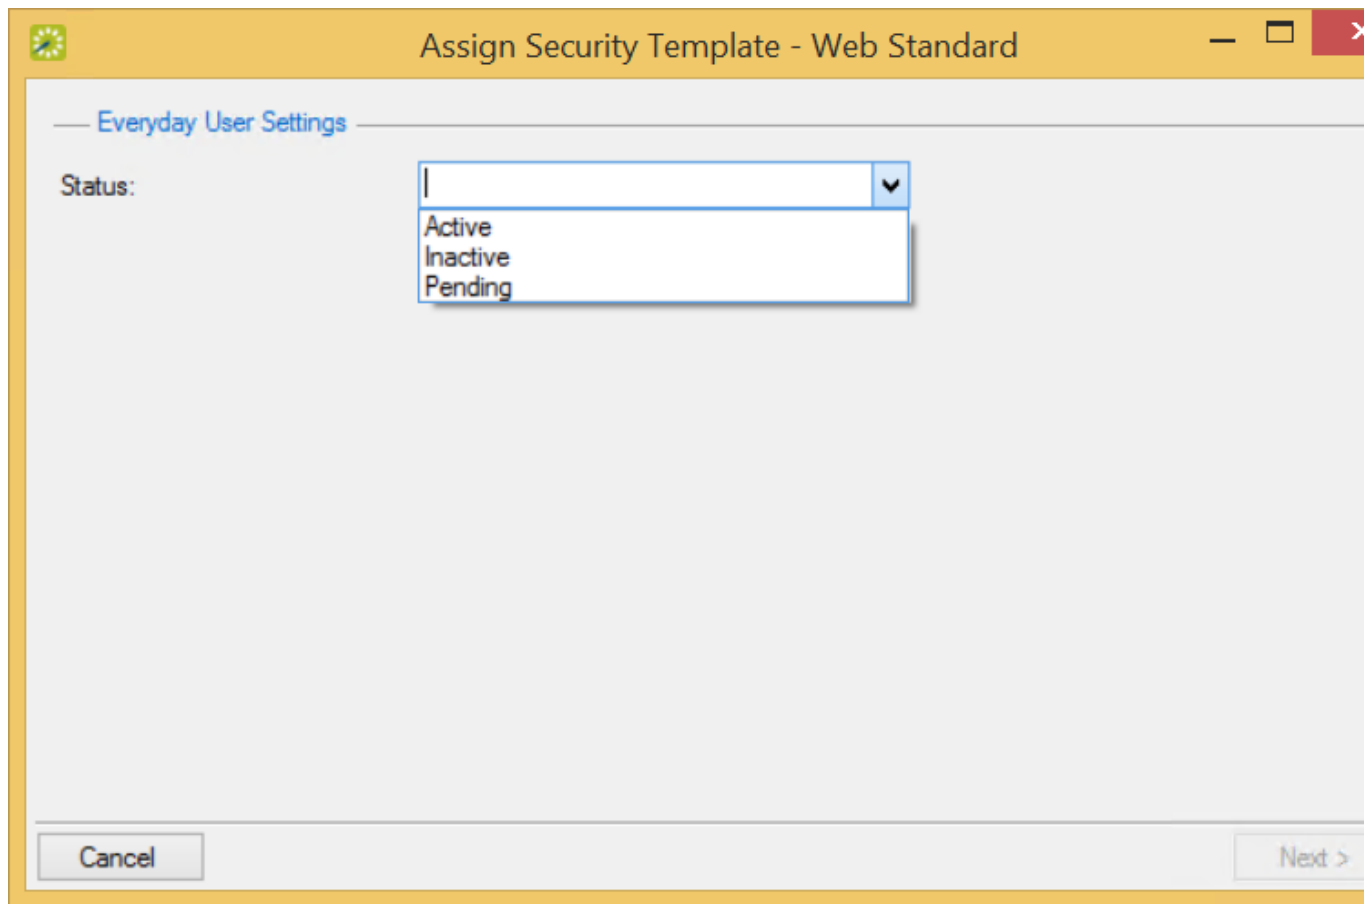 Assign Security Template - Web Standard
Everyday User Settings
Status:
Active
Inactive
Pending
Cancel
Next >